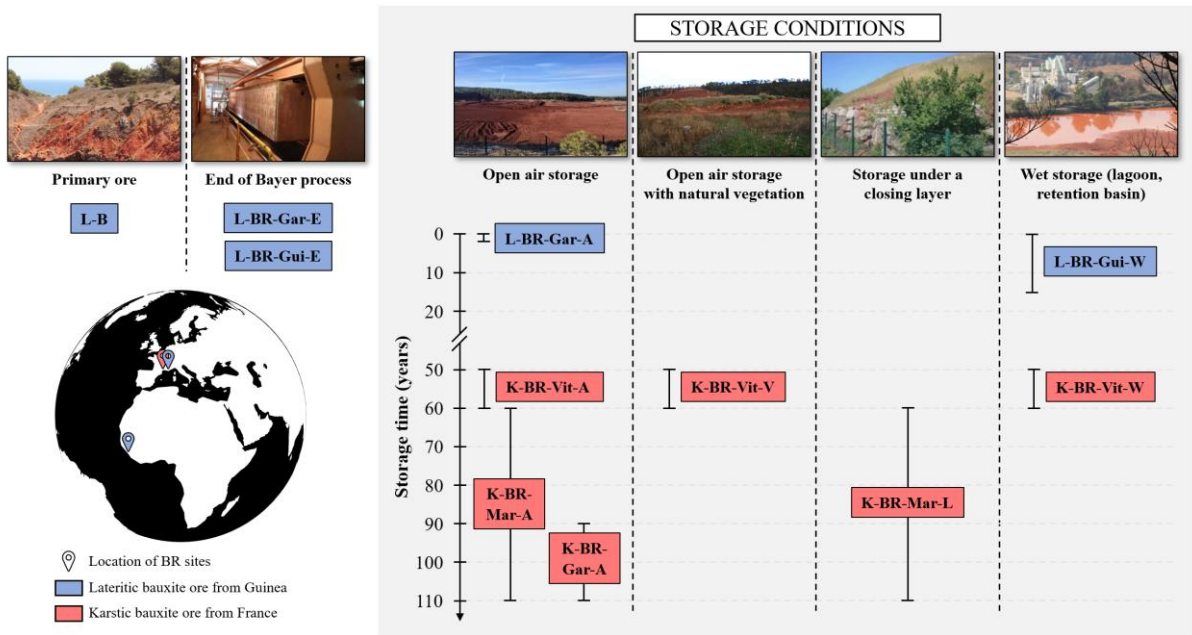 STORAGE CONDITIONS
Primary ore
End of Bayer process
Open air storage
Open air storage
with natural vegetation
Storage under a
closing layer
Wet storage (lagoon,
retention basin)
L-B
L-BR-Gar-E
L-BR-Gui-E
Storage time (years)
0
10
20
50
60
70
80
90
100
110
L-BR-Gar-A
L-BR-Gui-W
K-BR-Vit-A
K-BR-Vit-V
K-BR-Vit-W
K-BR-
Mar-A
K-BR-Mar-L
K-BR-
Gar-A
Location of BR sites
Lateritic bauxite ore from Guinea
Karstic bauxite ore from France